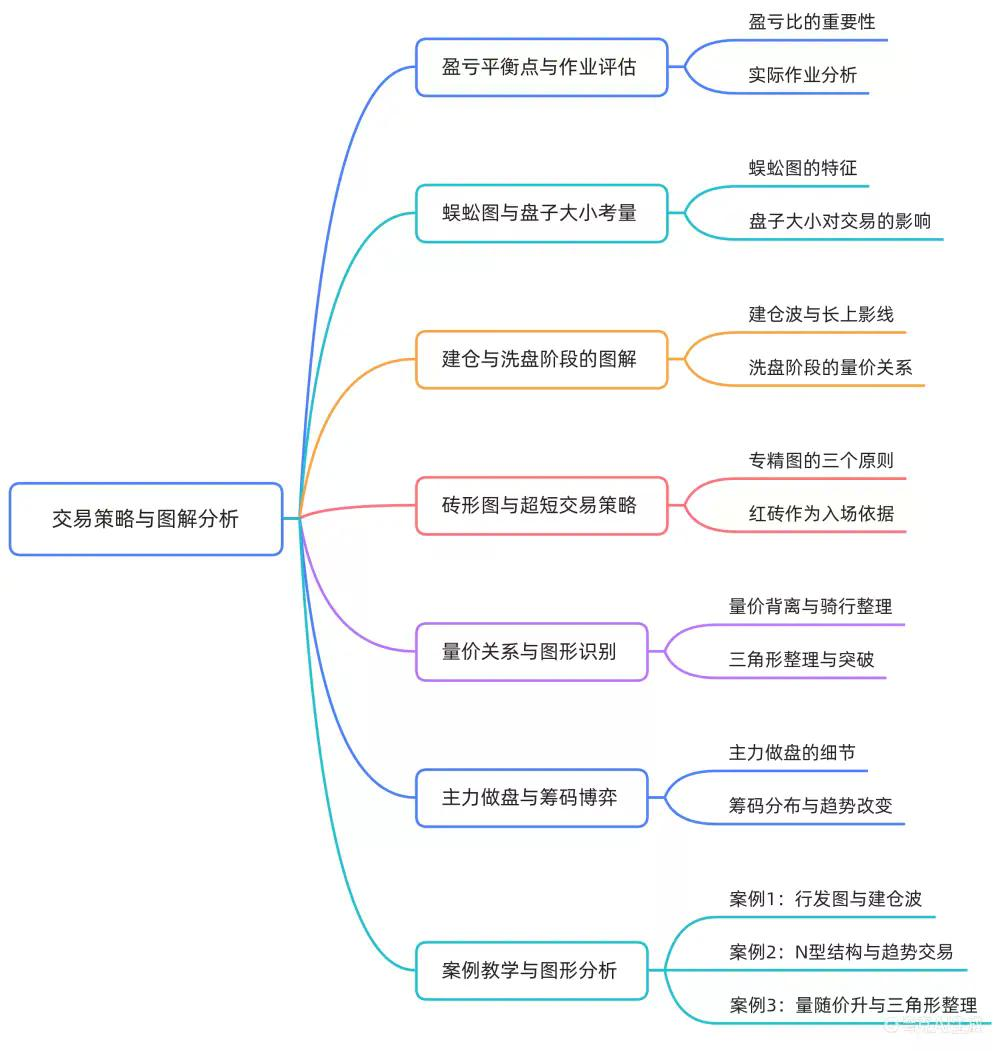 交易策略与图解分析
盈亏平衡点与作业评估
盈亏比的重要性
实际作业分析
蜈蚣图与盘子大小考量
蜈蚣图的特征
盘子大小对交易的影响
建仓与洗盘阶段的图解
建仓波与长上影线
洗盘阶段的量价关系
砖形图与超短交易策略
专精图的三个原则
红砖作为入场依据
量价关系与图形识别
量价背离与骑行整理
三角形整理与突破
主力做盘与筹码博弈
主力做盘的细节
筹码分布与趋势改变
案例教学与图形分析
案例1：行发图与建仓波
案例2：N型结构与趋势交易
案例3：量随价升与三角形整理